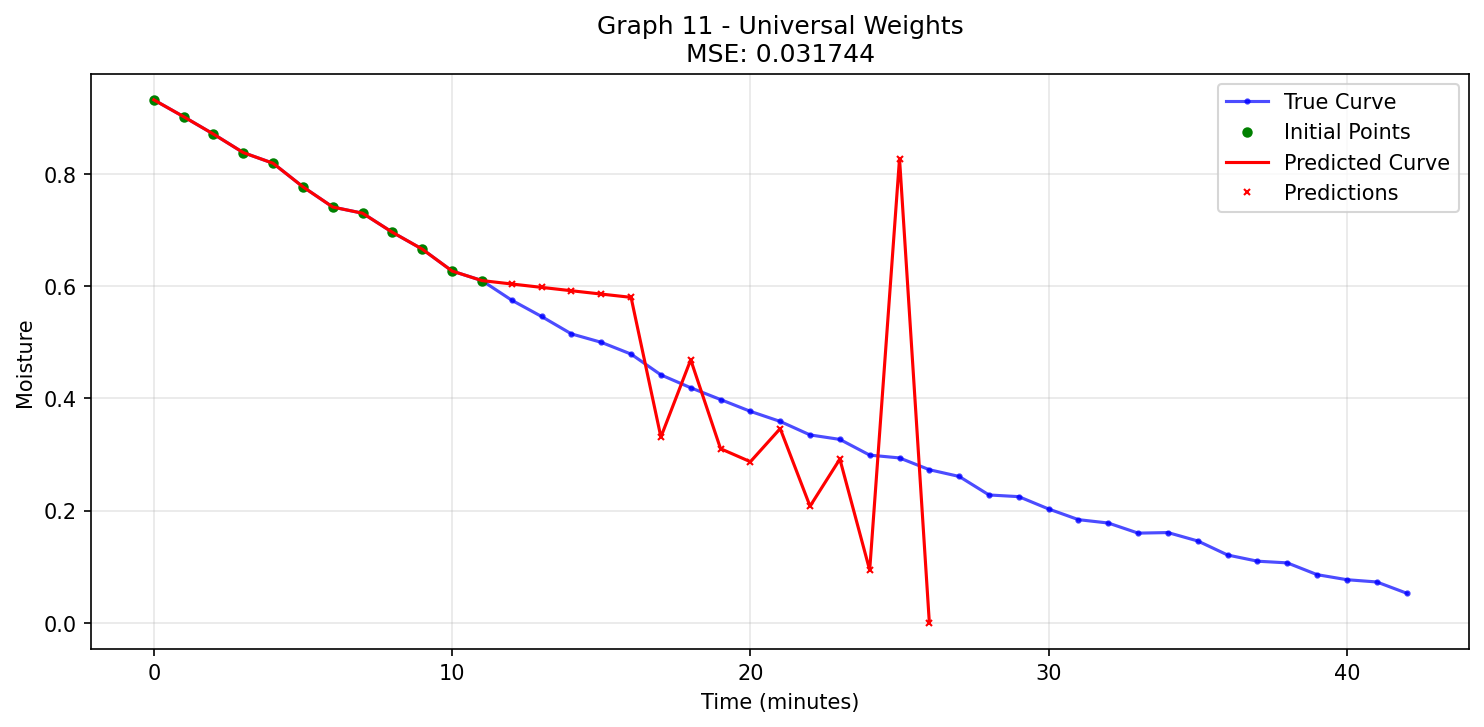 Graph 11 - Universal Weights
MSE: 0.031744
True Curve
Initial Points
Predicted Curve
Predictions
Moisture
0.8
0.6
0.4
0.2
0.0
0 10 20 30 40
Time (minutes)